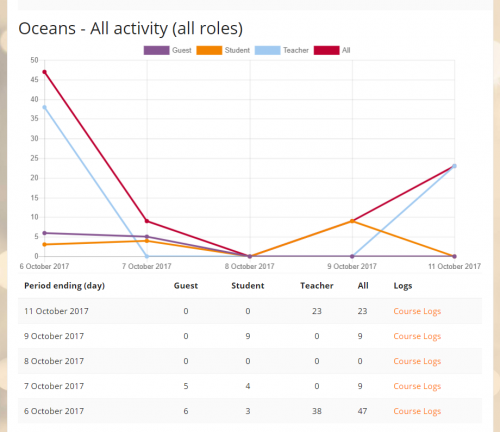 Oceans - All activity (all roles)
Guest Student Teacher All
50
45
40
35
30
25
20
15
10
5
0
6 October 2017 7 October 2017 8 October 2017 9 October 2017 11 October 2017
Period ending (day) Guest Student Teacher All Logs
11 October 2017 0 0 23 23 Course Logs
9 October 2017 0 9 0 9 Course Logs
8 October 2017 0 0 0 0 Course Logs
7 October 2017 5 4 0 9 Course Logs
6 October 2017 6 3 38 47 Course Logs